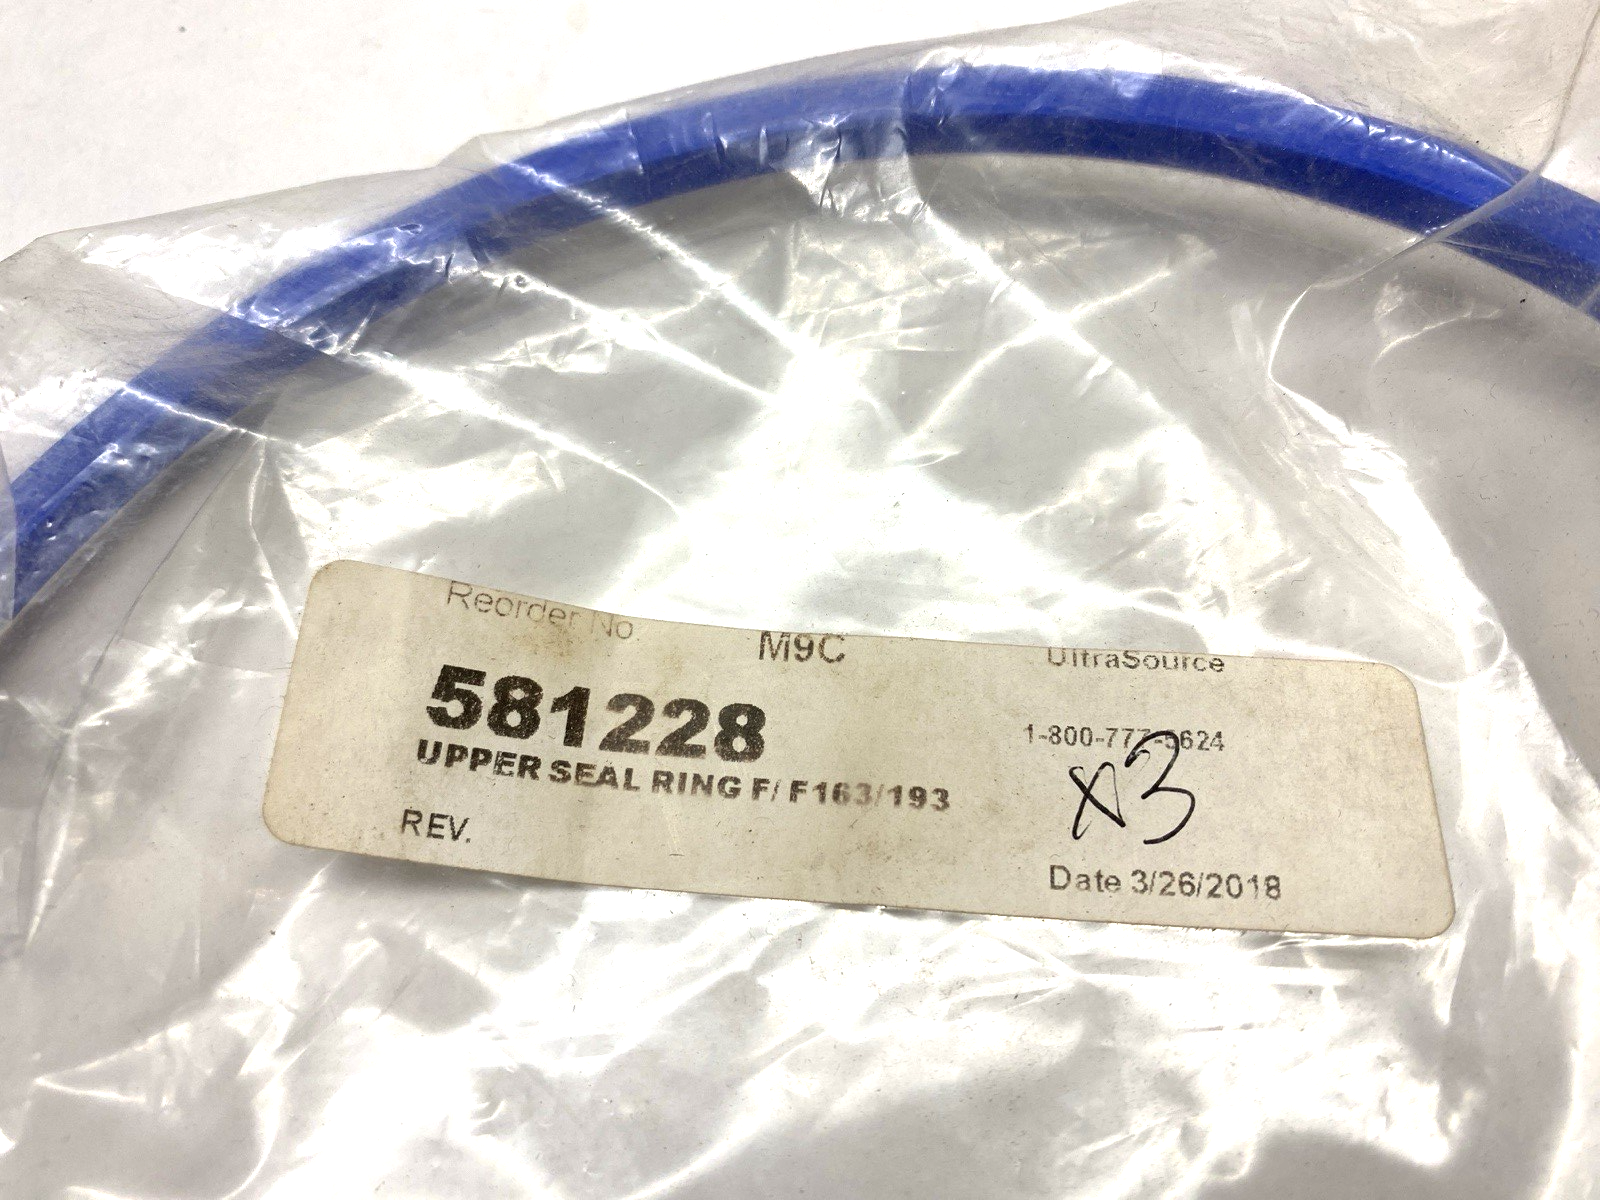 Reorder No.
M9C
UltraSource
581228
1-800-777-5624
UPPER SEAL RING F/ F163/193
x3
REV.
Date 3/26/2018